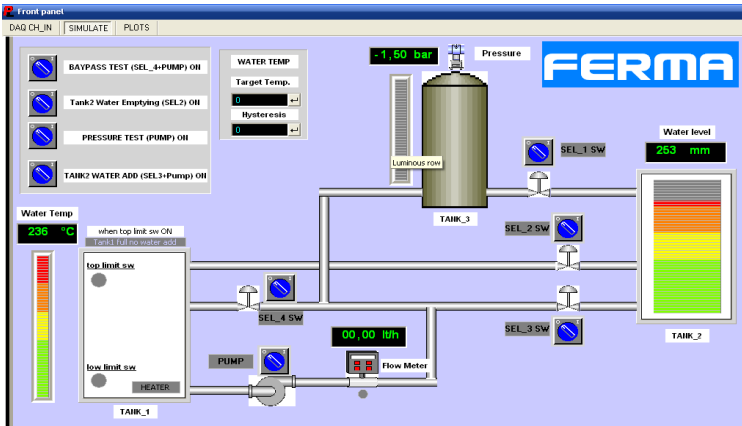 Front panel
DAQ CH_IN SIMULATE PLOTS
BAYPASS TEST (SEL_4+PUMP) ON
Tank2 Water Emptying (SEL2) ON
PRESSURE TEST (PUMP) ON
TANK2 WATER ADD (SEL3+Pump) ON
WATER TEMP
Target Temp.
0
Hysteresis
0
-1,50 bar
Pressure
FERMA
Luminous row
TANK_3
SEL_1 SW
Water level
253 mm
SEL_2 SW
Water Temp
236 °C
when top limit sw ON
Tank1 full no water add
top limit sw
SEL_4 SW
SEL_3 SW
TANK_2
00,00 lt/h
PUMP
Flow Meter
low limit sw
HEATER
TANK_1